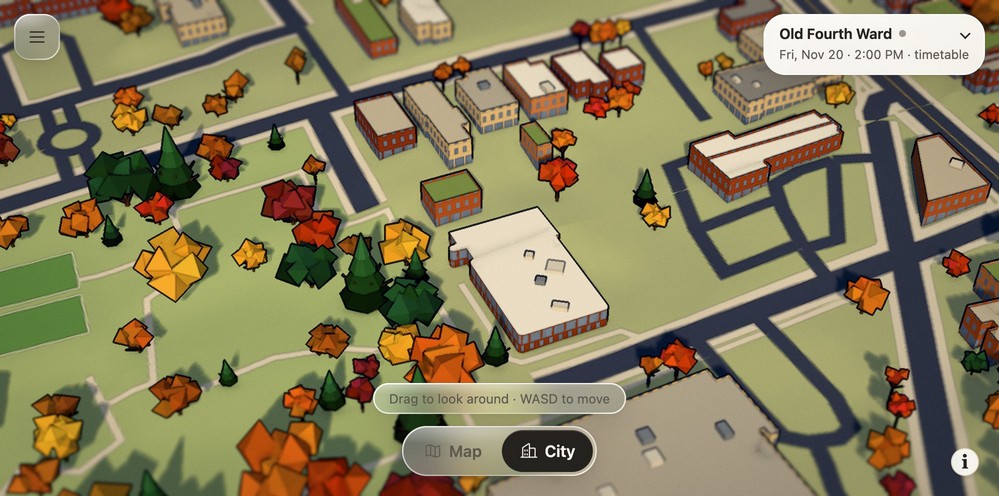 Old Fourth Ward
Fri, Nov 20 · 2:00 PM · timetable
Drag to look around · WASD to move
Map
City
i